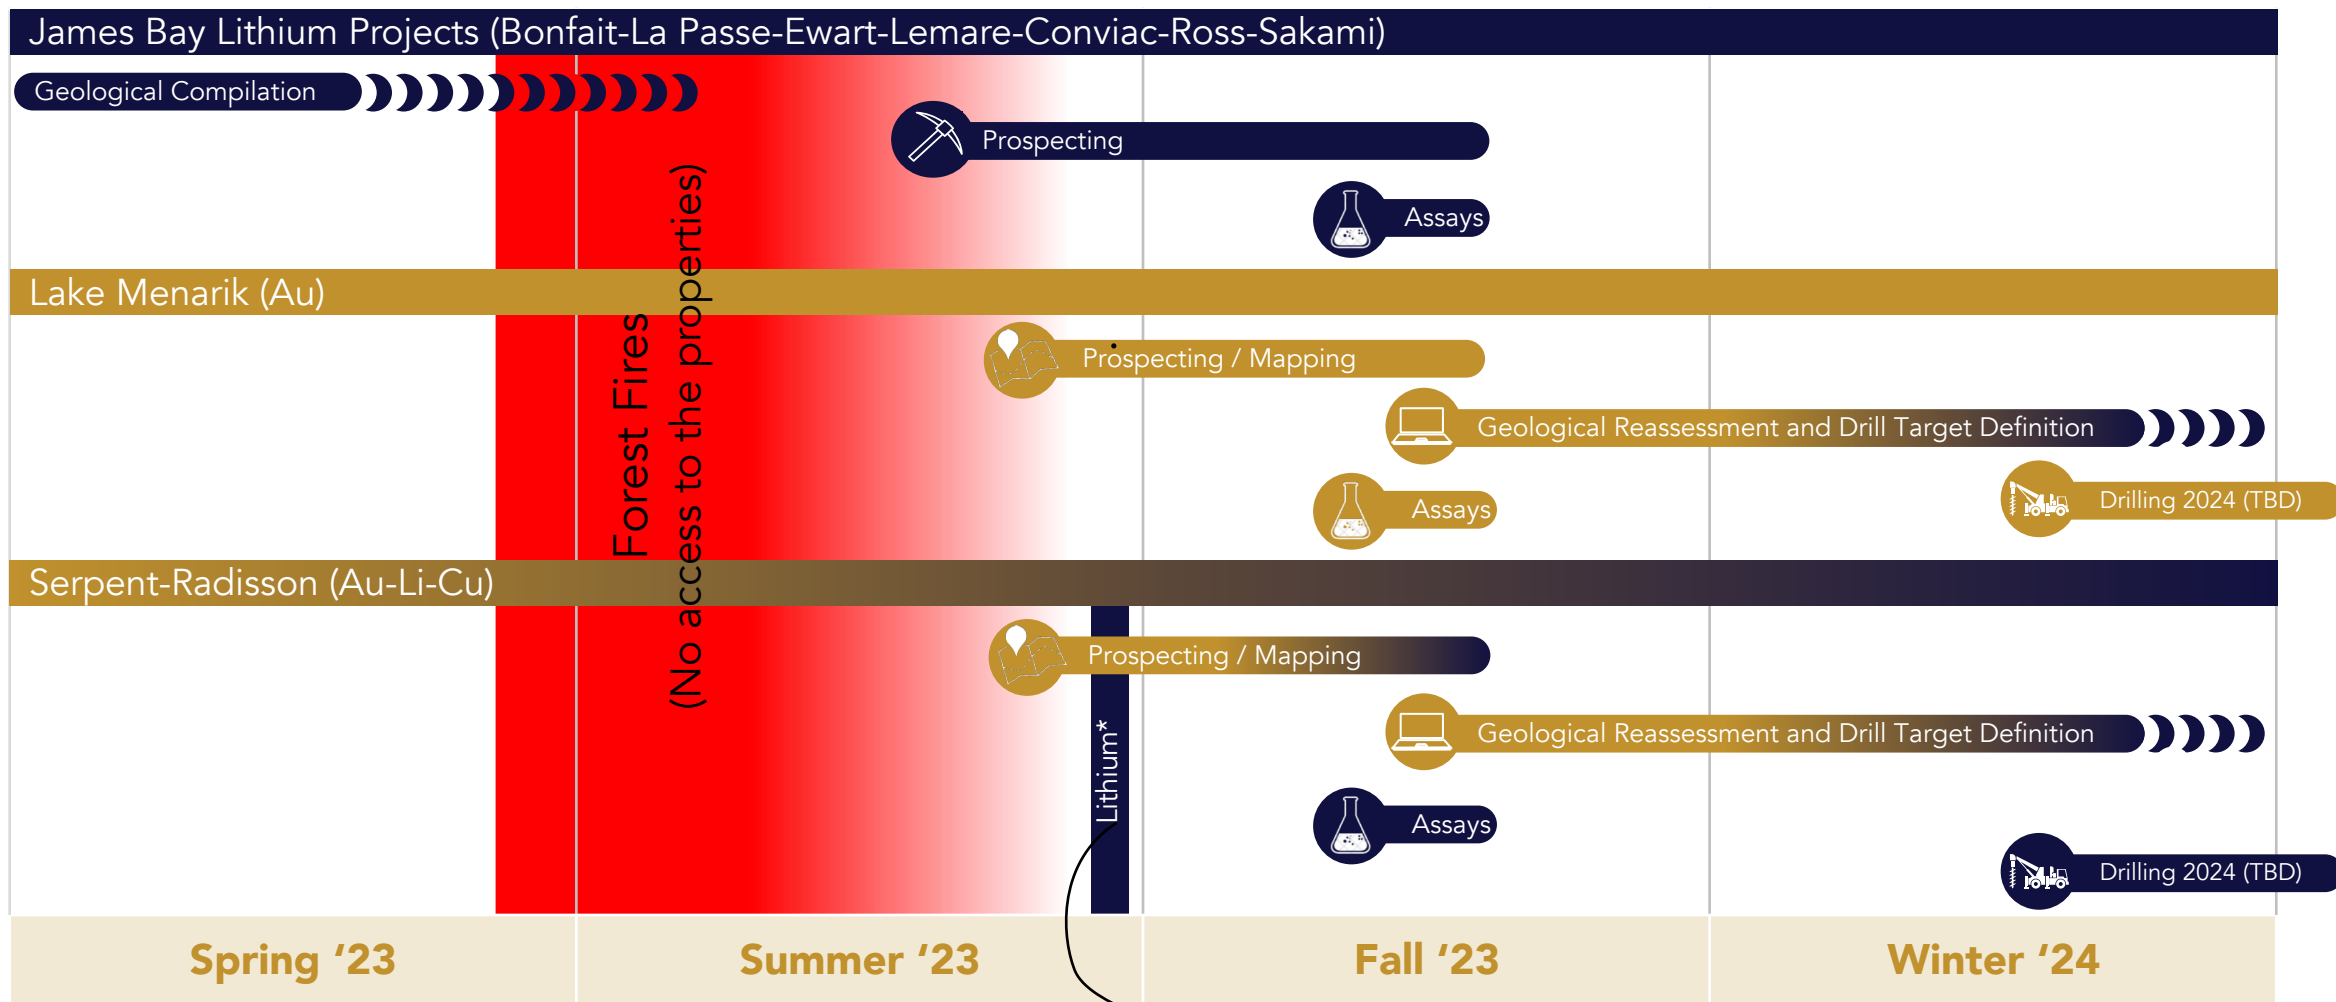 James Bay Lithium Projects (Bonfait-La Passe-Ewart-Lemare-Conviac-Ross-Sakami)
Geological Compilation
Prospecting
Assays
Forest Fires
(No access to the properties)
Lake Menarik (Au)
Prospecting / Mapping
Geological Reassessment and Drill Target Definition
Assays
Drilling 2024 (TBD)
Serpent-Radisson (Au-Li-Cu)
Prospecting / Mapping
Lithium*
Geological Reassessment and Drill Target Definition
Assays
Drilling 2024 (TBD)
Spring ‘23
Summer ‘23
Fall ‘23
Winter ‘24